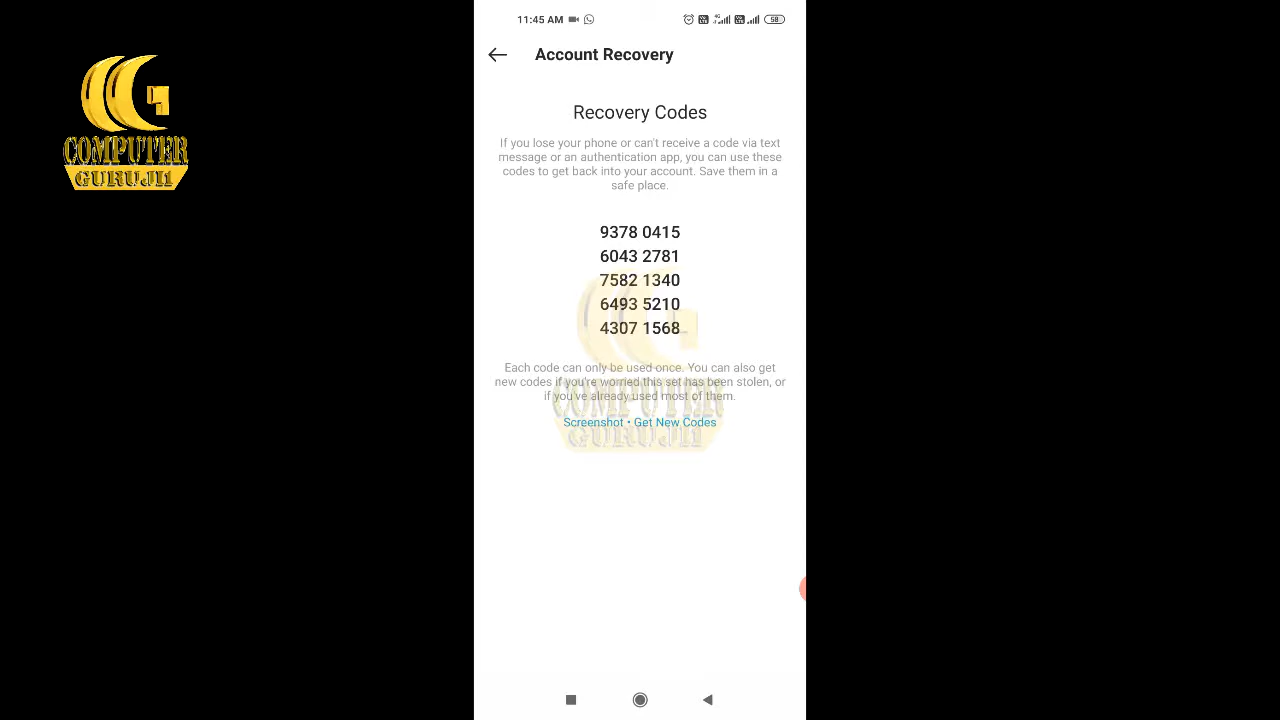 11:45 AM
58
Account Recovery
Recovery Codes
If you lose your phone or can't receive a code via text
message or an authentication app, you can use these
codes to get back into your account. Save them in a
safe place.
9378 0415
6043 2781
7582 1340
6493 5210
4307 1568
Each code can only be used once. You can also get
new codes if you're worried this set has been stolen, or
if you've already used most of them.
Screenshot • Get New Codes
COMPUTER
GURUJI1
COMPUTER
GURUJI1